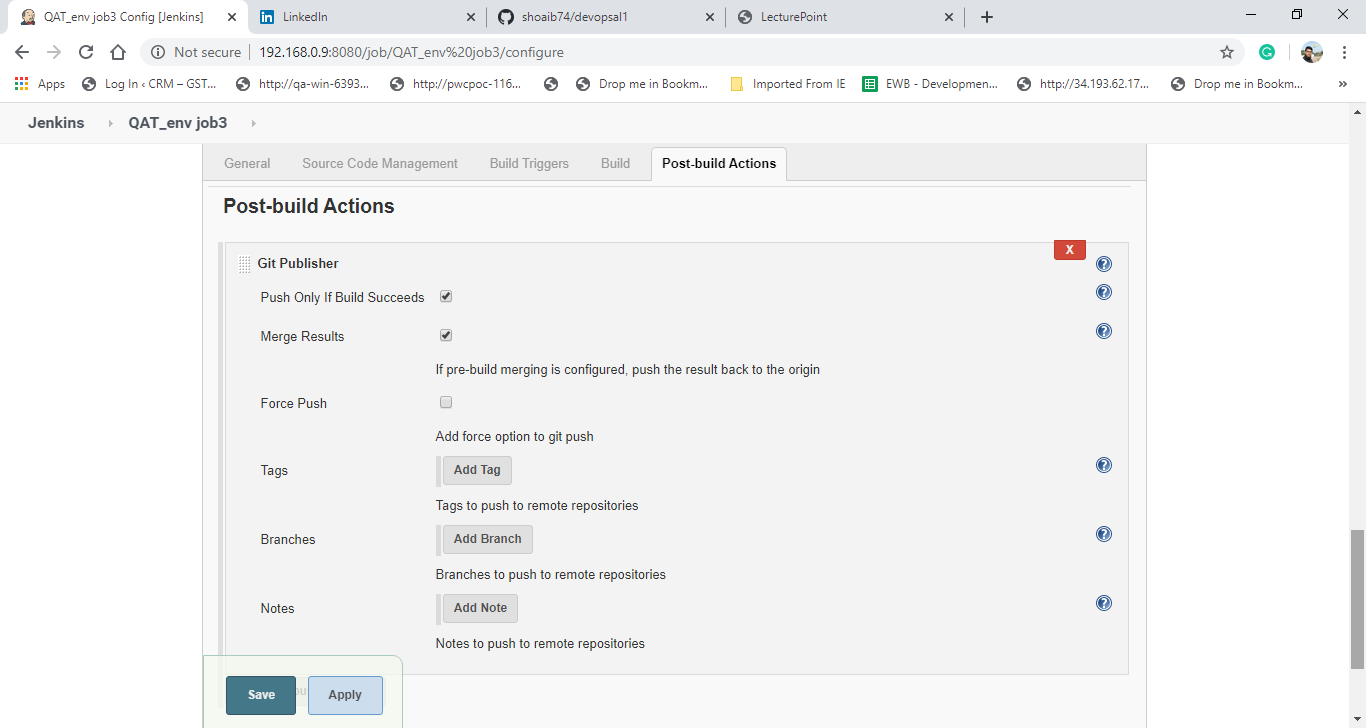 QAT_env job3 Config [Jenkins]
LinkedIn
shoaib74/devopsal1
LecturePoint
Not secure
192.168.0.9:8080/job/QAT_env%20job3/configure
Apps
Log In ‹ CRM – GST...
http://qa-win-6393...
http://pwcpoc-116...
Drop me in Bookm...
Imported From IE
EWB - Developmen...
http://34.193.62.17...
Drop me in Bookm...
»
Jenkins
QAT_env job3
General
Source Code Management
Build Triggers
Build
Post-build Actions
Post-build Actions
X
Git Publisher
Push Only If Build Succeeds
Merge Results
If pre-build merging is configured, push the result back to the origin
Force Push
Add force option to git push
Tags
Add Tag
Tags to push to remote repositories
Branches
Add Branch
Branches to push to remote repositories
Notes
Add Note
Notes to push to remote repositories
Save
Apply